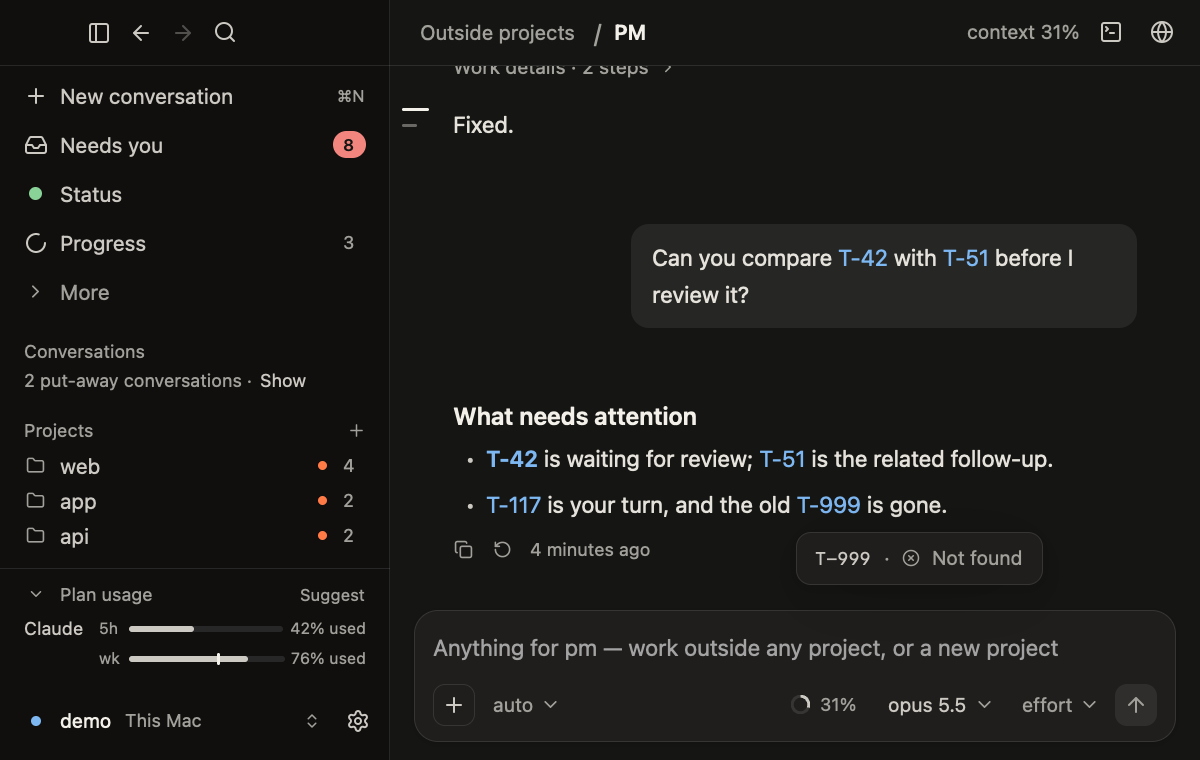 Outside projects / PM
context 31%
New conversation ⌘N
Needs you 8
Status
Progress 3
More
Conversations
2 put-away conversations · Show
Projects +
web 4
app 2
api 2
Plan usage Suggest
Claude 5h 42% used
wk 76% used
demo This Mac
Work details · 2 steps
Fixed.
Can you compare T-42 with T-51 before I
review it?
What needs attention
• T-42 is waiting for review; T-51 is the related follow-up.
• T-117 is your turn, and the old T-999 is gone.
4 minutes ago
T–999 · Not found
Anything for pm — work outside any project, or a new project
auto
31%
opus 5.5
effort